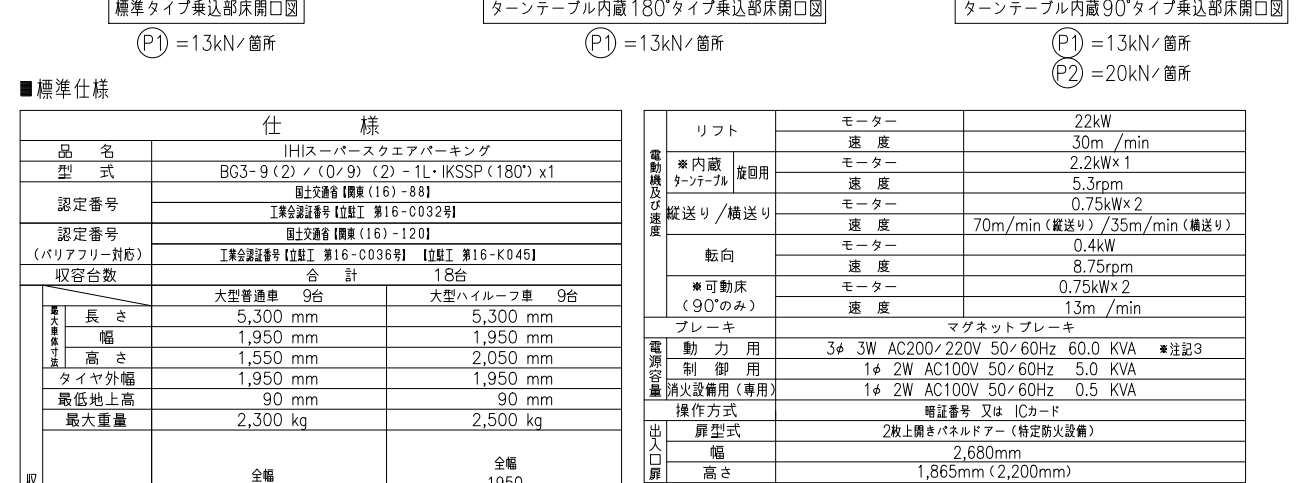 標準タイプ乗込部床開口図
ターンテーブル内蔵180°タイプ乗込部床開口図
ターンテーブル内蔵90°タイプ乗込部床開口図
P1 =13kN/箇所
P1 =13kN/箇所
P1 =13kN/箇所
P2 =20kN/箇所
■標準仕様
仕 様
品 名 IHIスーパースクエアパーキング
型 式 BG3-9(2)/(0/9)(2)-1L・IKSSP(180°)x1
認定番号 国土交通省【関東(16)-88】
工業会認証番号【立駐工 第16-C032号】
認定番号 国土交通省【関東(16)-120】
(バリアフリー対応) 工業会認証番号【立駐工 第16-C036号】 【立駐工 第16-K045】
収容台数 合 計 18台
大型普通車 9台 大型ハイルーフ車 9台
最大車体寸法
長 さ 5,300 mm 5,300 mm
幅 1,950 mm 1,950 mm
高 さ 1,550 mm 2,050 mm
タイヤ外幅 1,950 mm 1,950 mm
最低地上高 90 mm 90 mm
最大重量 2,300 kg 2,500 kg
全幅 全幅
1950
収
電動機及び速度
リフト モーター 22kW
速 度 30m /min
※内蔵ターンテーブル 旋回用 モーター 2.2kW×1
速 度 5.3rpm
縦送り/横送り モーター 0.75kW×2
速 度 70m/min(縦送り)/35m/min(横送り)
転向 モーター 0.4kW
速 度 8.75rpm
※可動床 モーター 0.75kW×2
(90°のみ) 速 度 13m /min
ブレーキ マグネットブレーキ
電源容量
動 力 用 3φ 3W AC200/220V 50/60Hz 60.0 KVA ※注記3
制 御 用 1φ 2W AC100V 50/60Hz 5.0 KVA
消火設備用(専用) 1φ 2W AC100V 50/60Hz 0.5 KVA
操作方式 暗証番号 又は ICカード
出入口扉
扉型式 2枚上開きパネルドアー(特定防火設備)
幅 2,680mm
高さ 1,865mm(2,200mm)